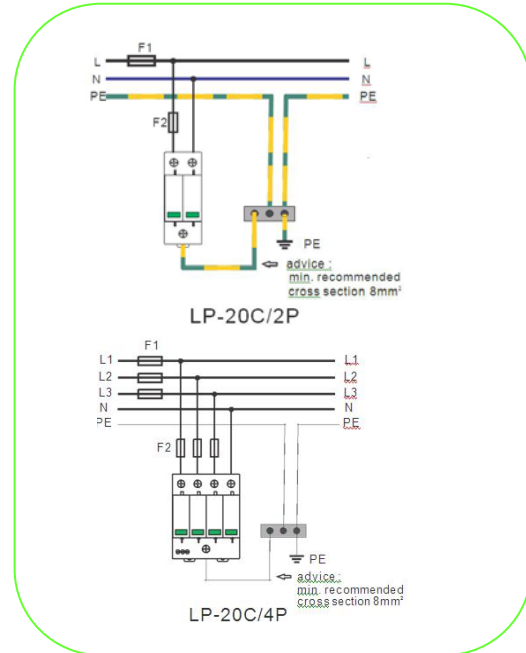 F1
L L
N N
PE PE
F2
PE
advice :
min. recommended
cross section 8mm²
LP-20C/2P
F1
L1 L1
L2 L2
L3 L3
N N
PE PE
F2
PE
advice :
min. recommended
cross section 8mm²
LP-20C/4P